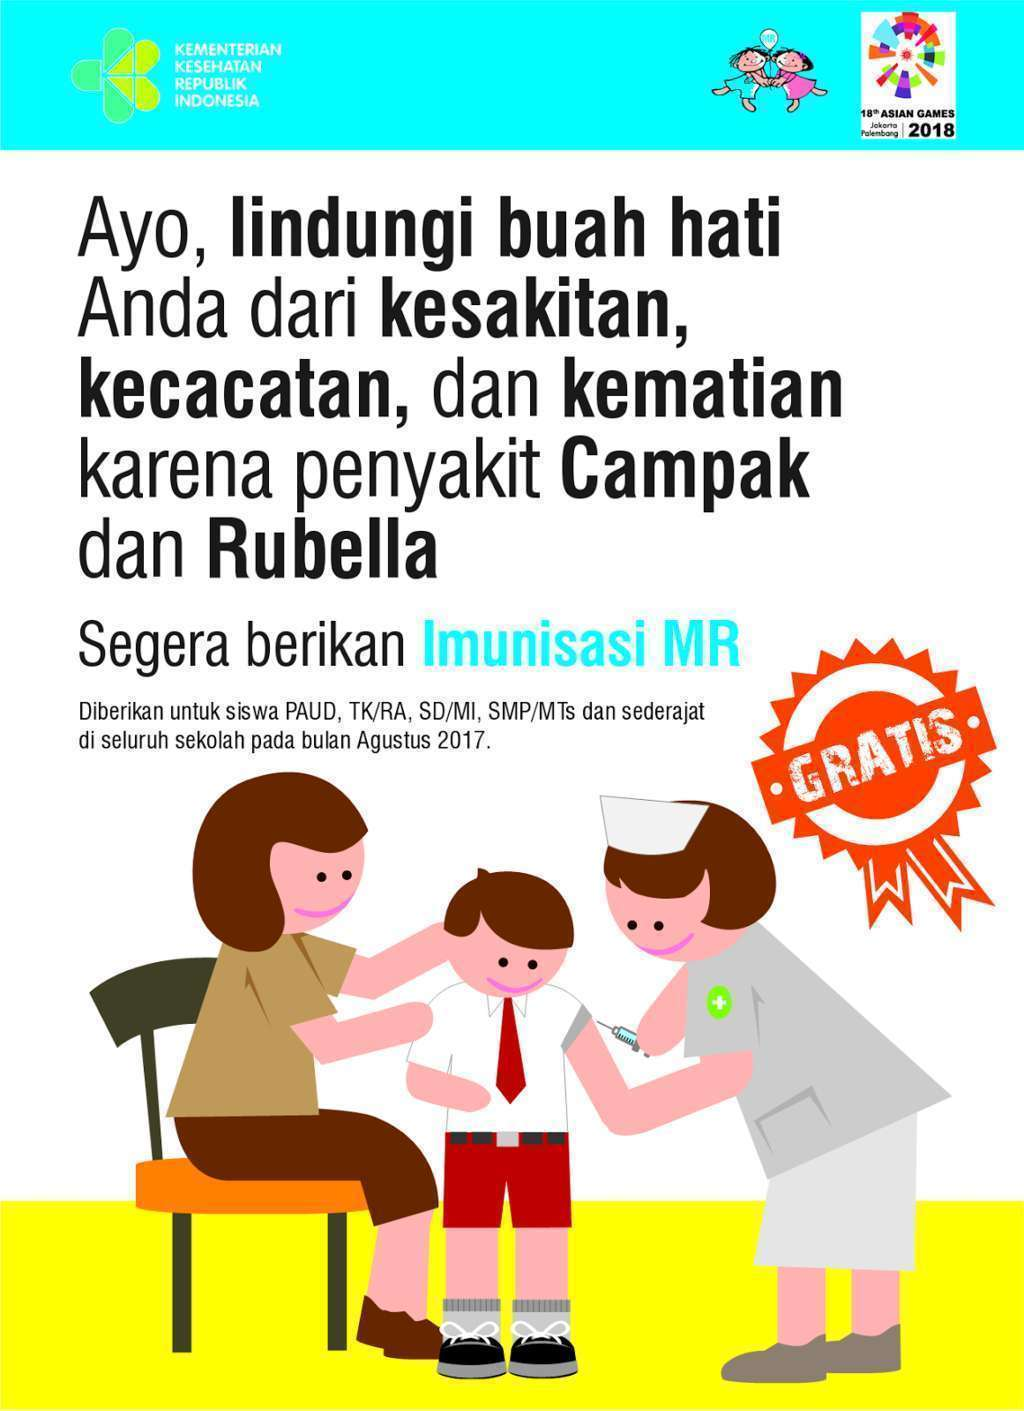 KEMENTERIAN
KESEHATAN
REPUBLIK
INDONESIA
MR
18th ASIAN GAMES
Jakarta
Palembang
2018
Ayo, lindungi buah hati
Anda dari kesakitan,
kecacatan, dan kematian
karena penyakit Campak
dan Rubella
Segera berikan Imunisasi MR
Diberikan untuk siswa PAUD, TK/RA, SD/MI, SMP/MTs dan sederajat
di seluruh sekolah pada bulan Agustus 2017.
GRATIS